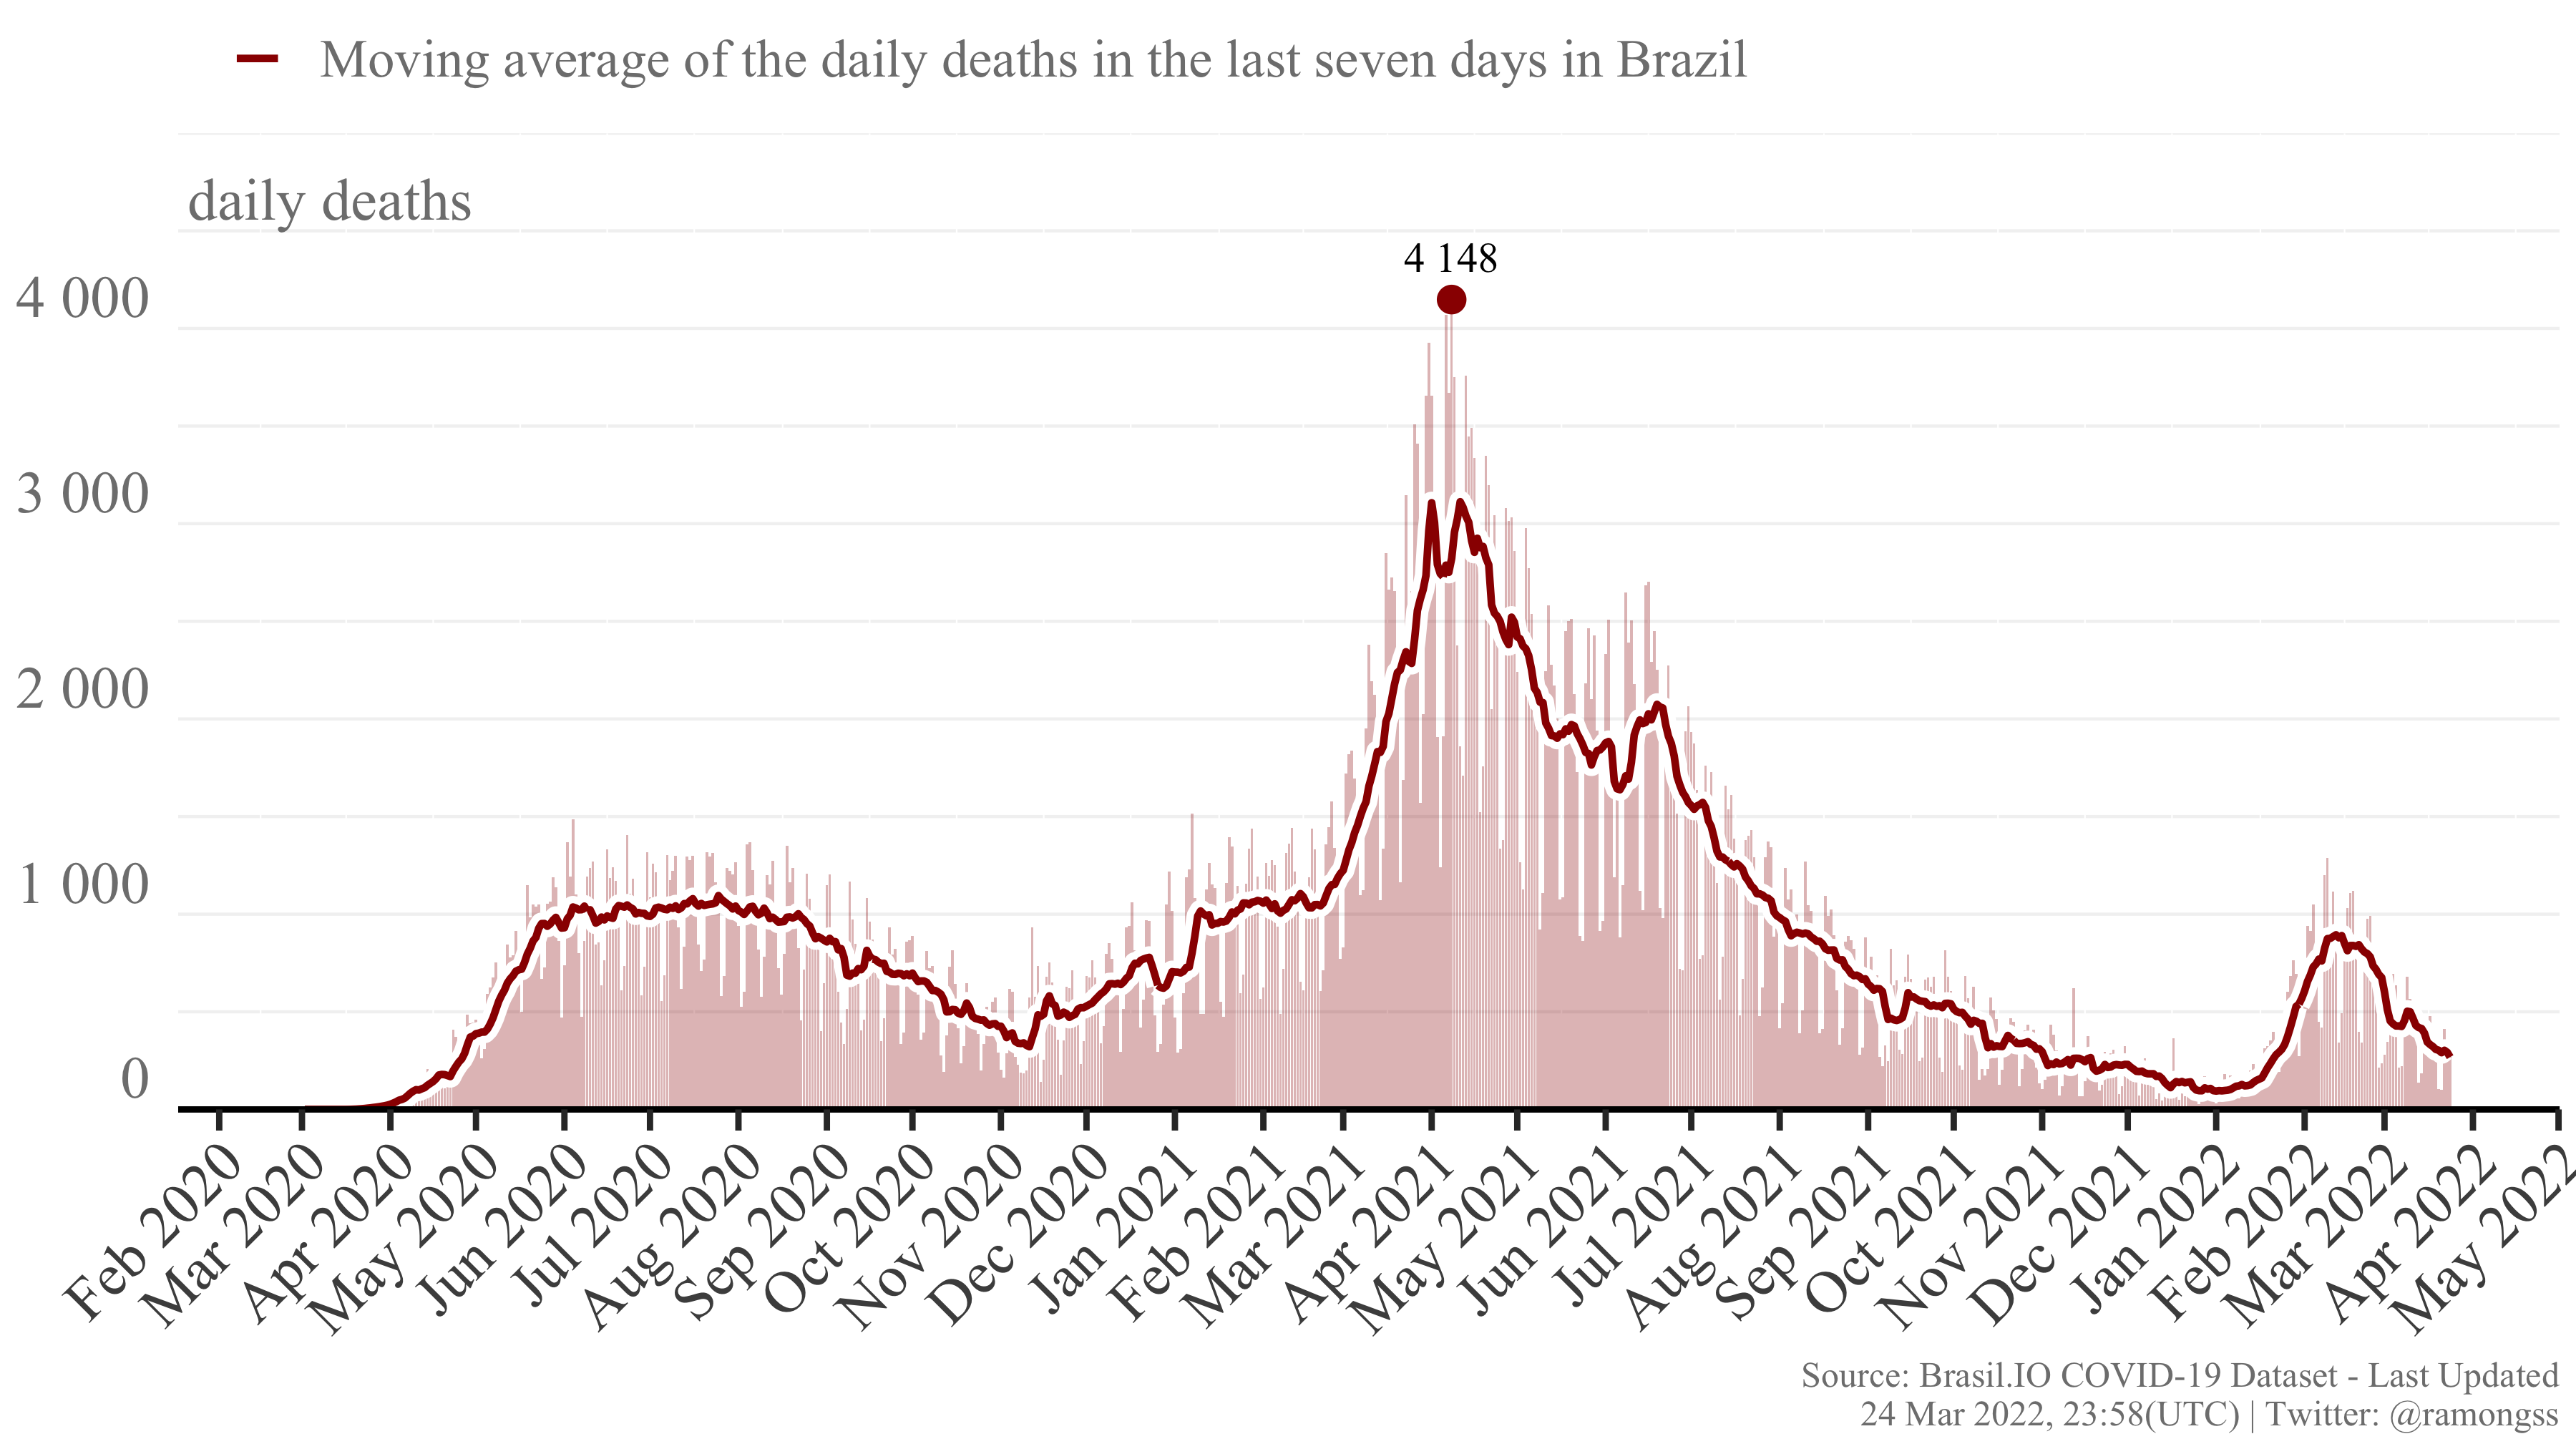 Moving average of the daily deaths in the last seven days in Brazil
daily deaths
4 148
4 000
3 000
2 000
1 000
0
Feb 2020
Mar 2020
Apr 2020
May 2020
Jun 2020
Jul 2020
Aug 2020
Sep 2020
Oct 2020
Nov 2020
Dec 2020
Jan 2021
Feb 2021
Mar 2021
Apr 2021
May 2021
Jun 2021
Jul 2021
Aug 2021
Sep 2021
Oct 2021
Nov 2021
Dec 2021
Jan 2022
Feb 2022
Mar 2022
Apr 2022
May 2022
Source: Brasil.IO COVID-19 Dataset - Last Updated
24 Mar 2022, 23:58(UTC) | Twitter: @ramongss